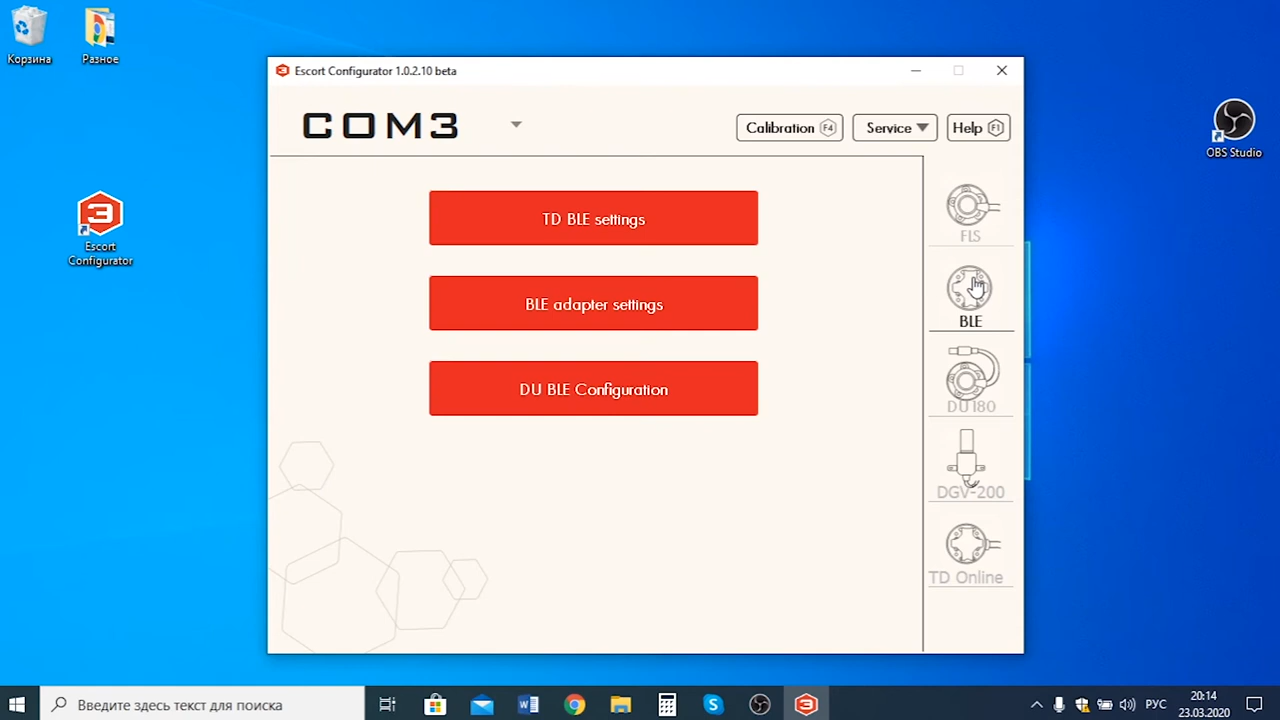 Корзина
Разное
Escort Configurator 1.0.2.10 beta
COM3
Calibration F4
Service
Help F1
OBS Studio
Escort
Configurator
TD BLE settings
BLE adapter settings
DU BLE Configuration
FLS
BLE
DU 180
DGV-200
TD Online
Введите здесь текст для поиска
РУС
20:14
23.03.2020